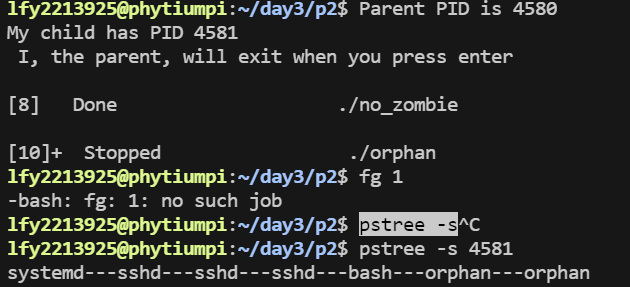 lfy2213925@phytiumpi:~/day3/p2$ Parent PID is 4580
My child has PID 4581
 I, the parent, will exit when you press enter

[8]   Done                    ./no_zombie

[10]+  Stopped                 ./orphan
lfy2213925@phytiumpi:~/day3/p2$ fg 1
-bash: fg: 1: no such job
lfy2213925@phytiumpi:~/day3/p2$ pstree -s^C
lfy2213925@phytiumpi:~/day3/p2$ pstree -s 4581
systemd---sshd---sshd---sshd---bash---orphan---orphan